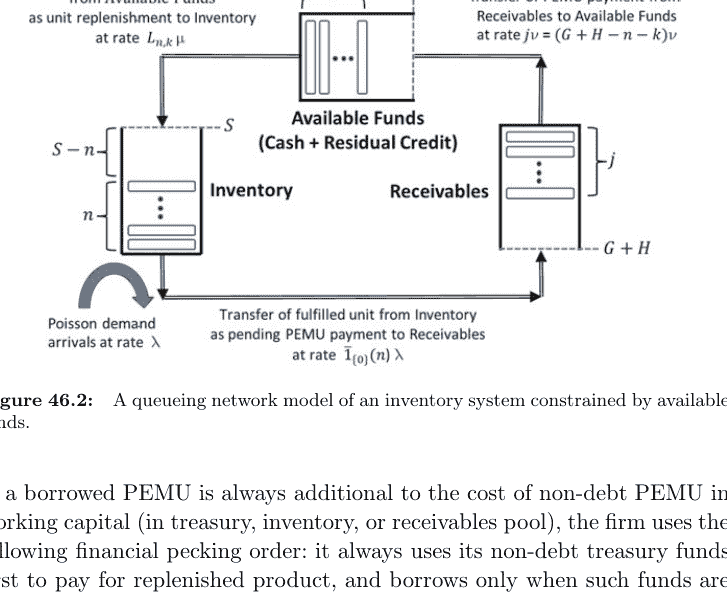 as unit replenishment to Inventory
at rate Lₙ,ₖ μ
Receivables to Available Funds
at rate jν = (G + H − n − k)ν
Available Funds
(Cash + Residual Credit)
S
S − n
n
Inventory
Receivables
j
G + H
Poisson demand
arrivals at rate λ
Transfer of fulfilled unit from Inventory
as pending PEMU payment to Receivables
at rate 1̅{0}(n) λ
gure 46.2: A queueing network model of an inventory system constrained by available
nds.
a borrowed PEMU is always additional to the cost of non-debt PEMU in
orking capital (in treasury, inventory, or receivables pool), the firm uses the
llowing financial pecking order: it always uses its non-debt treasury funds
rst to pay for replenished product, and borrows only when such funds are